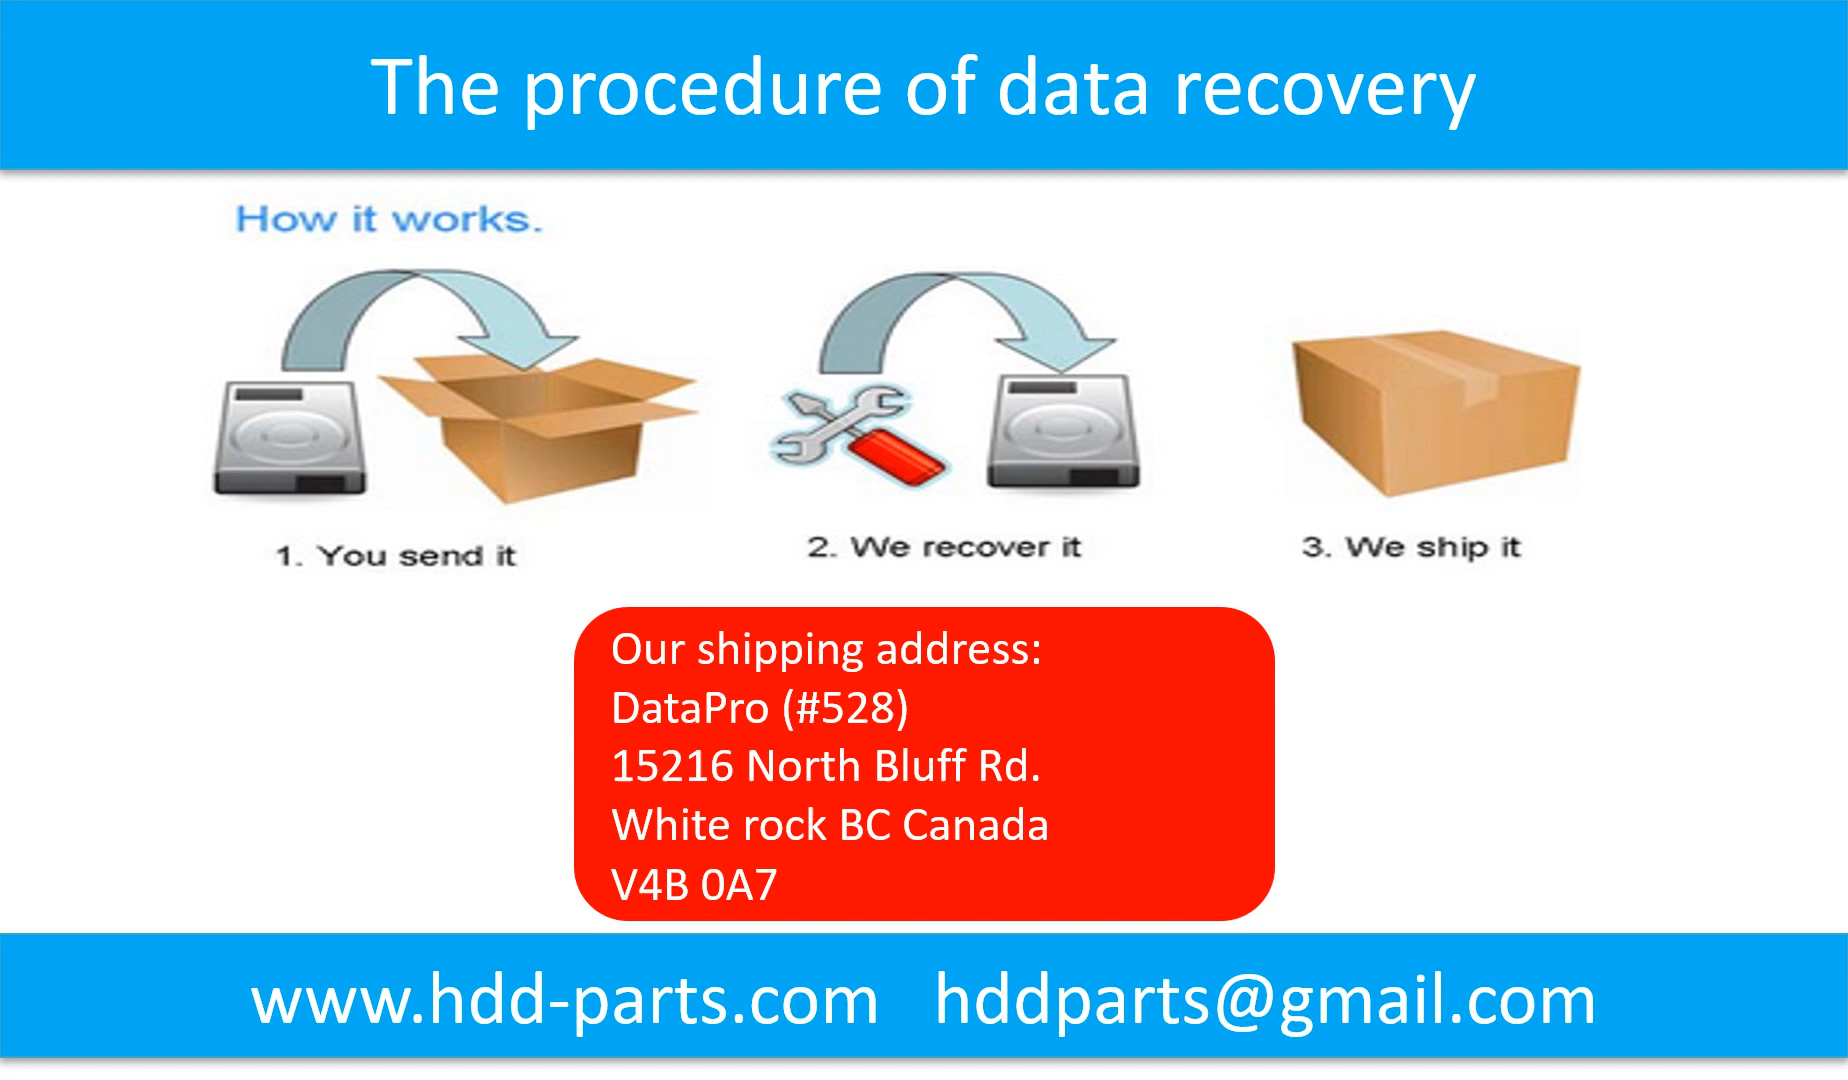 The procedure of data recovery
How it works.
1. You send it
2. We recover it
3. We ship it
Our shipping address:
DataPro (#528)
15216 North Bluff Rd.
White rock BC Canada
V4B 0A7
www.hdd-parts.com hddparts@gmail.com